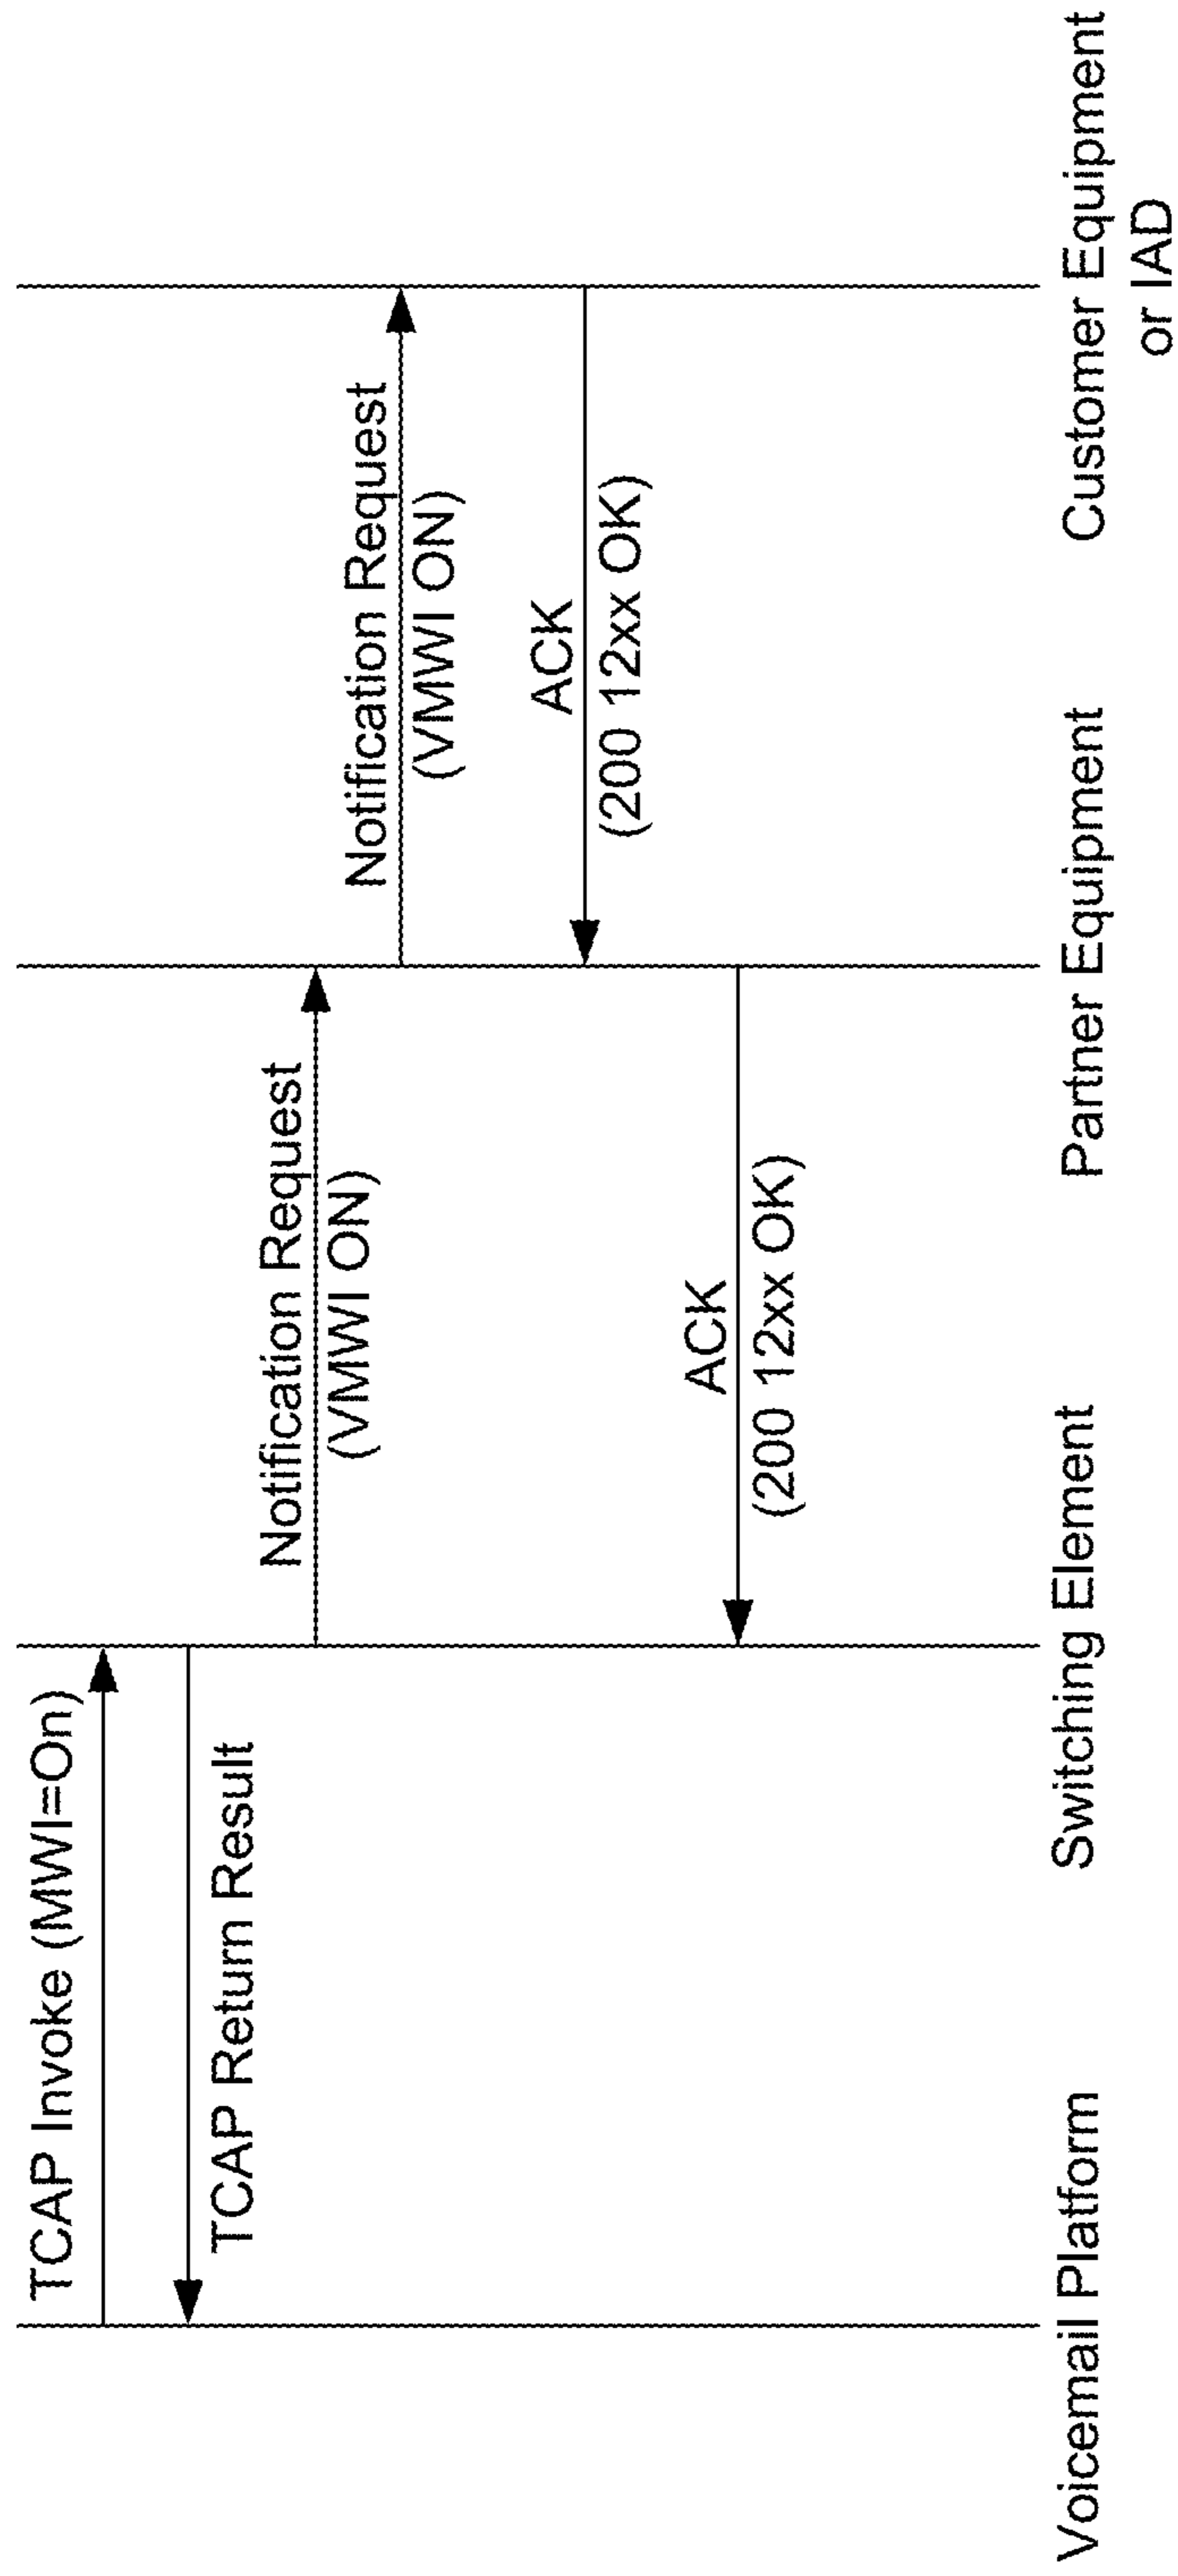 TCAP Invoke (MWI=On)
TCAP Return Result
Notification Request
(VMWI ON)
Notification Request
(VMWI ON)
ACK
(200 12xx OK)
ACK
(200 12xx OK)
Voicemail Platform
Switching Element
Partner Equipment
Customer Equipment
or IAD